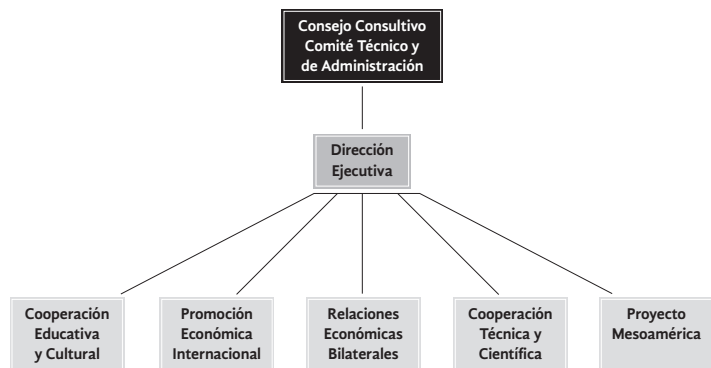 Consejo Consultivo
Comité Técnico y
de Administración
Dirección
Ejecutiva
Cooperación
Educativa
y Cultural
Promoción
Económica
Internacional
Relaciones
Económicas
Bilaterales
Cooperación
Técnica y
Científica
Proyecto
Mesoamérica